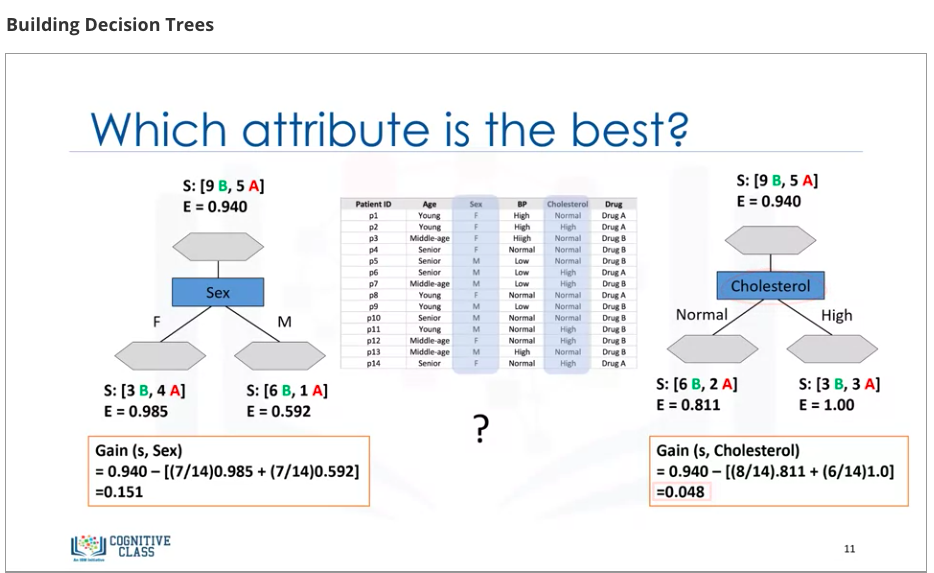 Building Decision Trees
Which attribute is the best?
S: [9 B, 5 A]
E = 0.940
Sex
F
M
S: [3 B, 4 A]
E = 0.985
S: [6 B, 1 A]
E = 0.592
Gain (s, Sex)
= 0.940 – [(7/14)0.985 + (7/14)0.592]
=0.151
Patient ID Age Sex BP Cholesterol Drug
p1 Young F High Normal Drug A
p2 Young F High High Drug A
p3 Middle-age F Hiigh Normal Drug B
p4 Senior F Normal Normal Drug B
p5 Senior M Low Normal Drug B
p6 Senior M Low High Drug A
p7 Middle-age M Low High Drug B
p8 Young F Normal Normal Drug A
p9 Young M Low Normal Drug B
p10 Senior M Normal Normal Drug B
p11 Young M Normal High Drug B
p12 Middle-age F Normal High Drug B
p13 Middle-age M High Normal Drug B
p14 Senior F Normal High Drug A
?
S: [9 B, 5 A]
E = 0.940
Cholesterol
Normal
High
S: [6 B, 2 A]
E = 0.811
S: [3 B, 3 A]
E = 1.00
Gain (s, Cholesterol)
= 0.940 – [(8/14).811 + (6/14)1.0]
=0.048
COGNITIVE
CLASS
An IBM Initiative
11